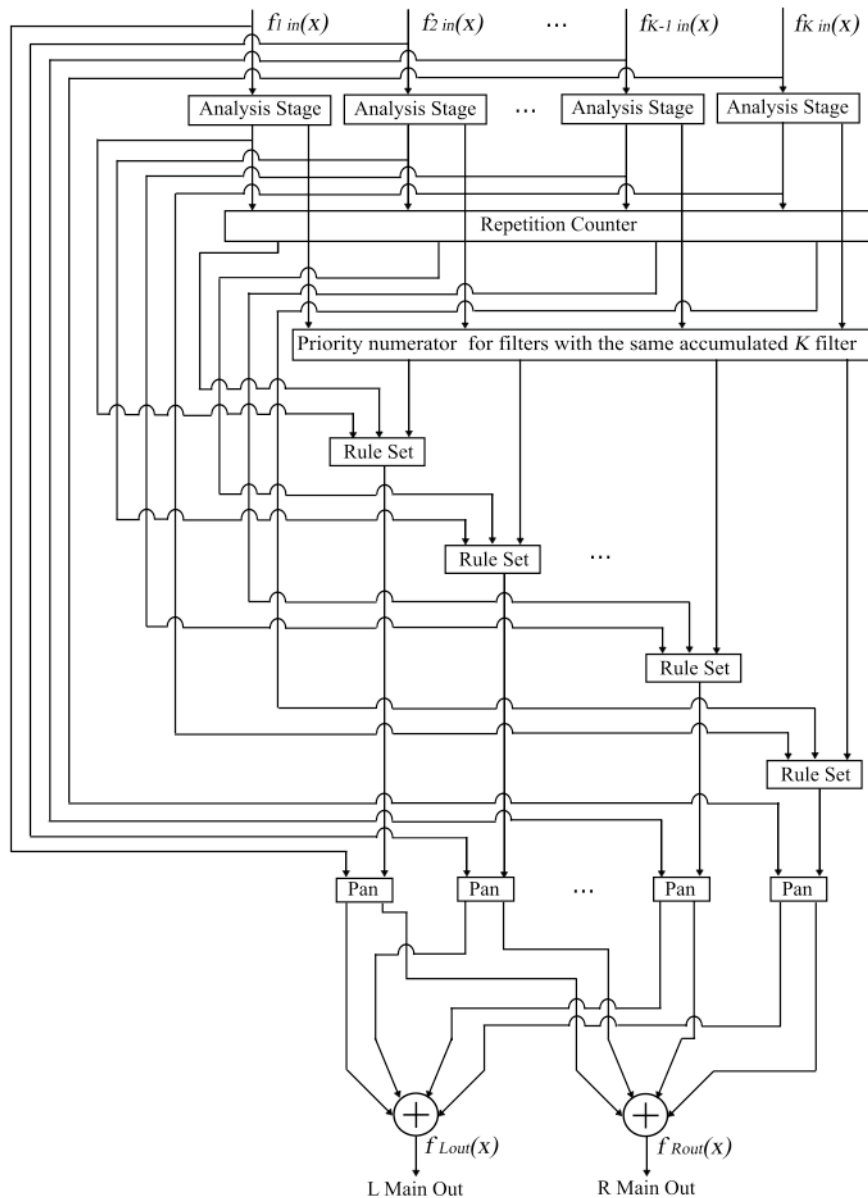 f1 in(x) f2 in(x) ... fK-1 in(x) fK in(x)
Analysis Stage Analysis Stage ... Analysis Stage Analysis Stage
Repetition Counter
Priority numerator for filters with the same accumulated K filter
Rule Set
Rule Set ...
Rule Set
Rule Set
Pan Pan ... Pan Pan
+ +
f Lout(x) f Rout(x)
L Main Out R Main Out